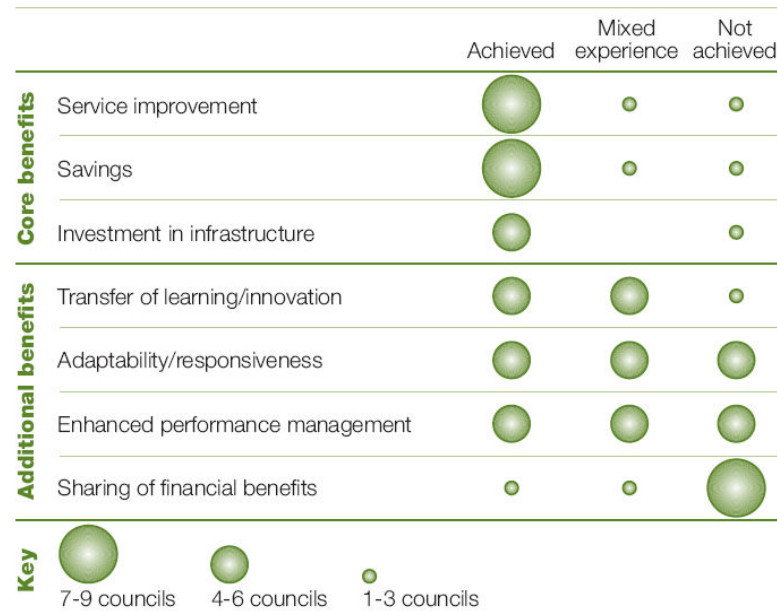 Achieved
Mixed experience
Not achieved
Core benefits
Service improvement
Savings
Investment in infrastructure
Additional benefits
Transfer of learning/innovation
Adaptability/responsiveness
Enhanced performance management
Sharing of financial benefits
Key
7-9 councils
4-6 councils
1-3 councils